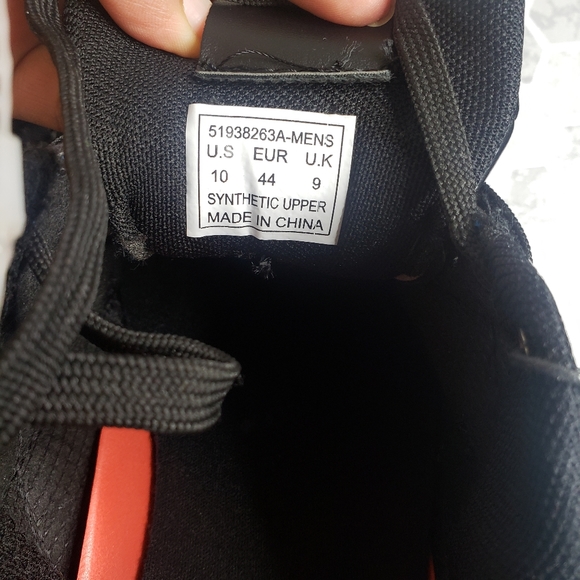 51938263A-MENS
U.S EUR U.K
10 44 9
SYNTHETIC UPPER
MADE IN CHINA